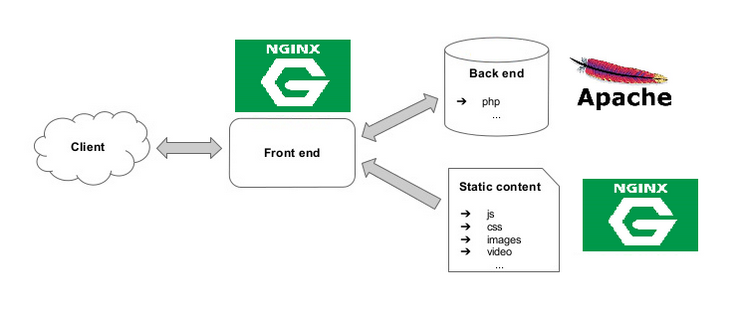 NGINX
Client
Front end
Back end
➔ php
...
Apache
Static content
➔ js
➔ css
➔ images
➔ video
...
NGINX